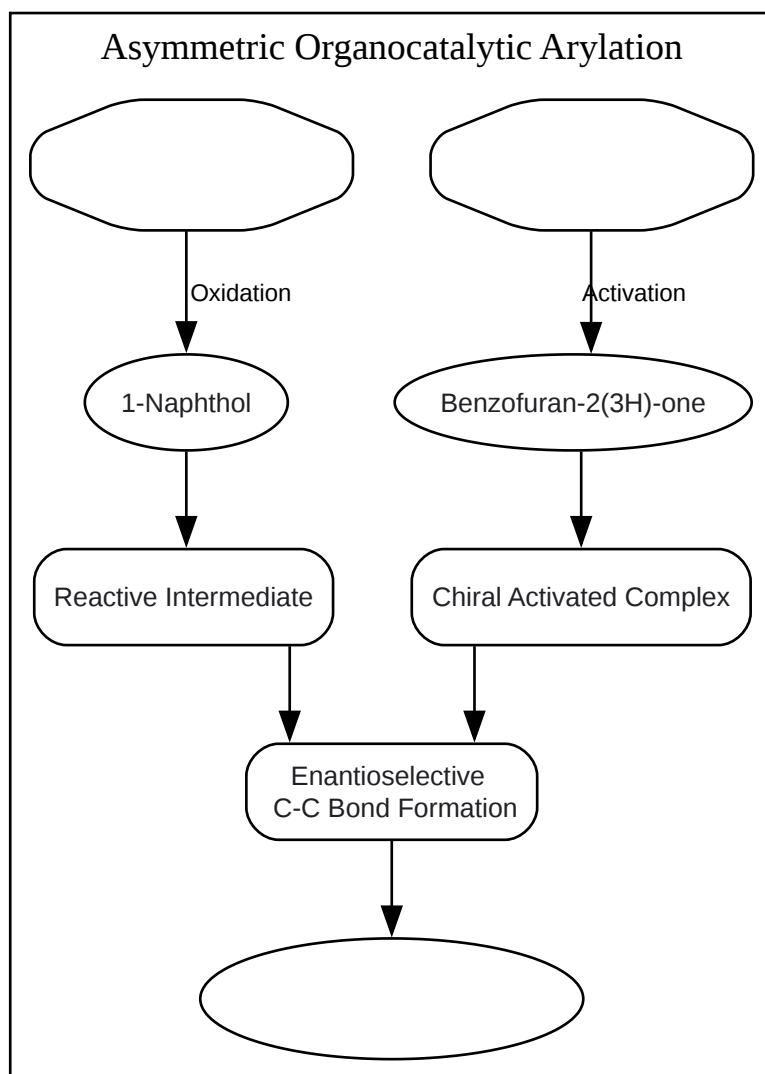 Asymmetric Organocatalytic Arylation
Oxidation
Activation
1-Naphthol
Benzofuran-2(3H)-one
Reactive Intermediate
Chiral Activated Complex
Enantioselective
C-C Bond Formation